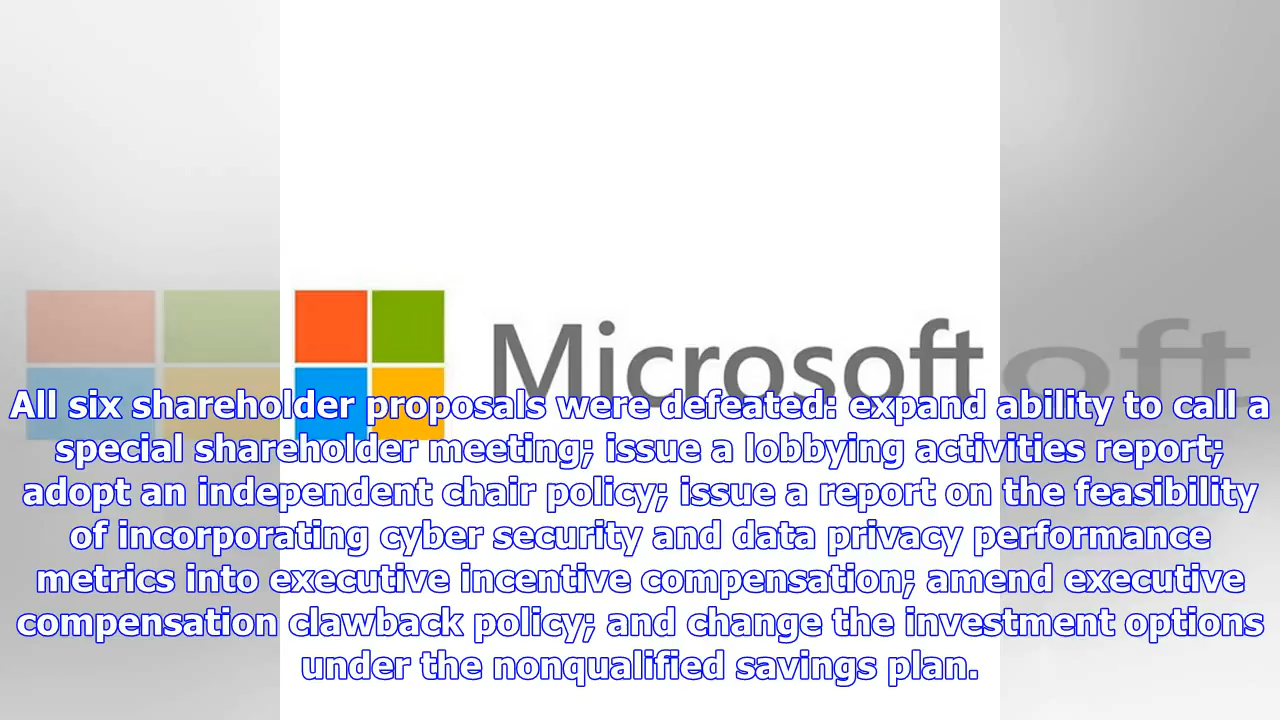 Microsoft
oft
All six shareholder proposals were defeated: expand ability to call a
special shareholder meeting; issue a lobbying activities report;
adopt an independent chair policy; issue a report on the feasibility
of incorporating cyber security and data privacy performance
metrics into executive incentive compensation; amend executive
compensation clawback policy; and change the investment options
under the nonqualified savings plan.